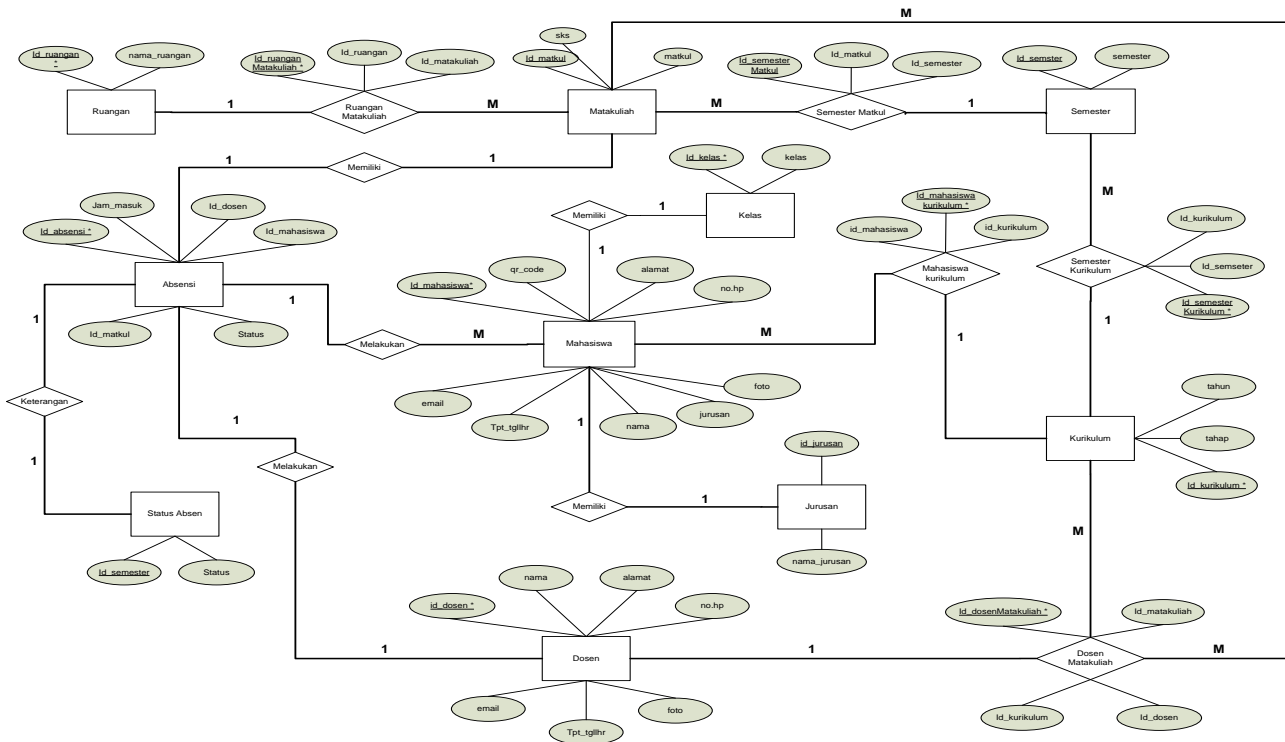 M
sks
Id_ruangan
*
nama_ruangan
Id_ruangan
Matakuliah *
Id_ruangan
Id_matakuliah
Id_matkul
matkul
Id_semester
Matkul
Id_matkul
Id_semester
Id_semster
semester
Ruangan
1
Ruangan
Matakuliah
M
Matakuliah
M
Semester Matkul
1
Semester
1
Memiliki
1
Id_kelas *
kelas
M
Jam_masuk
Id_dosen
Id_absensi *
Id_mahasiswa
Memiliki
1
Kelas
Id_mahasiswa
kurikulum *
id_mahasiswa
id_kurikulum
Id_kurikulum
Semester
Kurikulum
Id_semseter
Id_semester
Kurikulum *
1
qr_code
alamat
Id_mahasiswa*
no.hp
Mahasiswa
kurikulum
Absensi
1
1
Id_matkul
Status
Melakukan
M
Mahasiswa
M
1
1
Keterangan
email
Tpt_tgllhr
nama
jurusan
foto
1
tahun
tahap
Id_kurikulum *
Kurikulum
1
Melakukan
id_jurusan
1
Status Absen
Memiliki
1
Jurusan
nama_jurusan
M
Id_semester
Status
nama
alamat
id_dosen *
no.hp
Id_dosenMatakuliah *
Id_matakuliah
1
Dosen
1
Dosen
Matakuliah
M
email
Tpt_tgllhr
foto
Id_kurikulum
Id_dosen